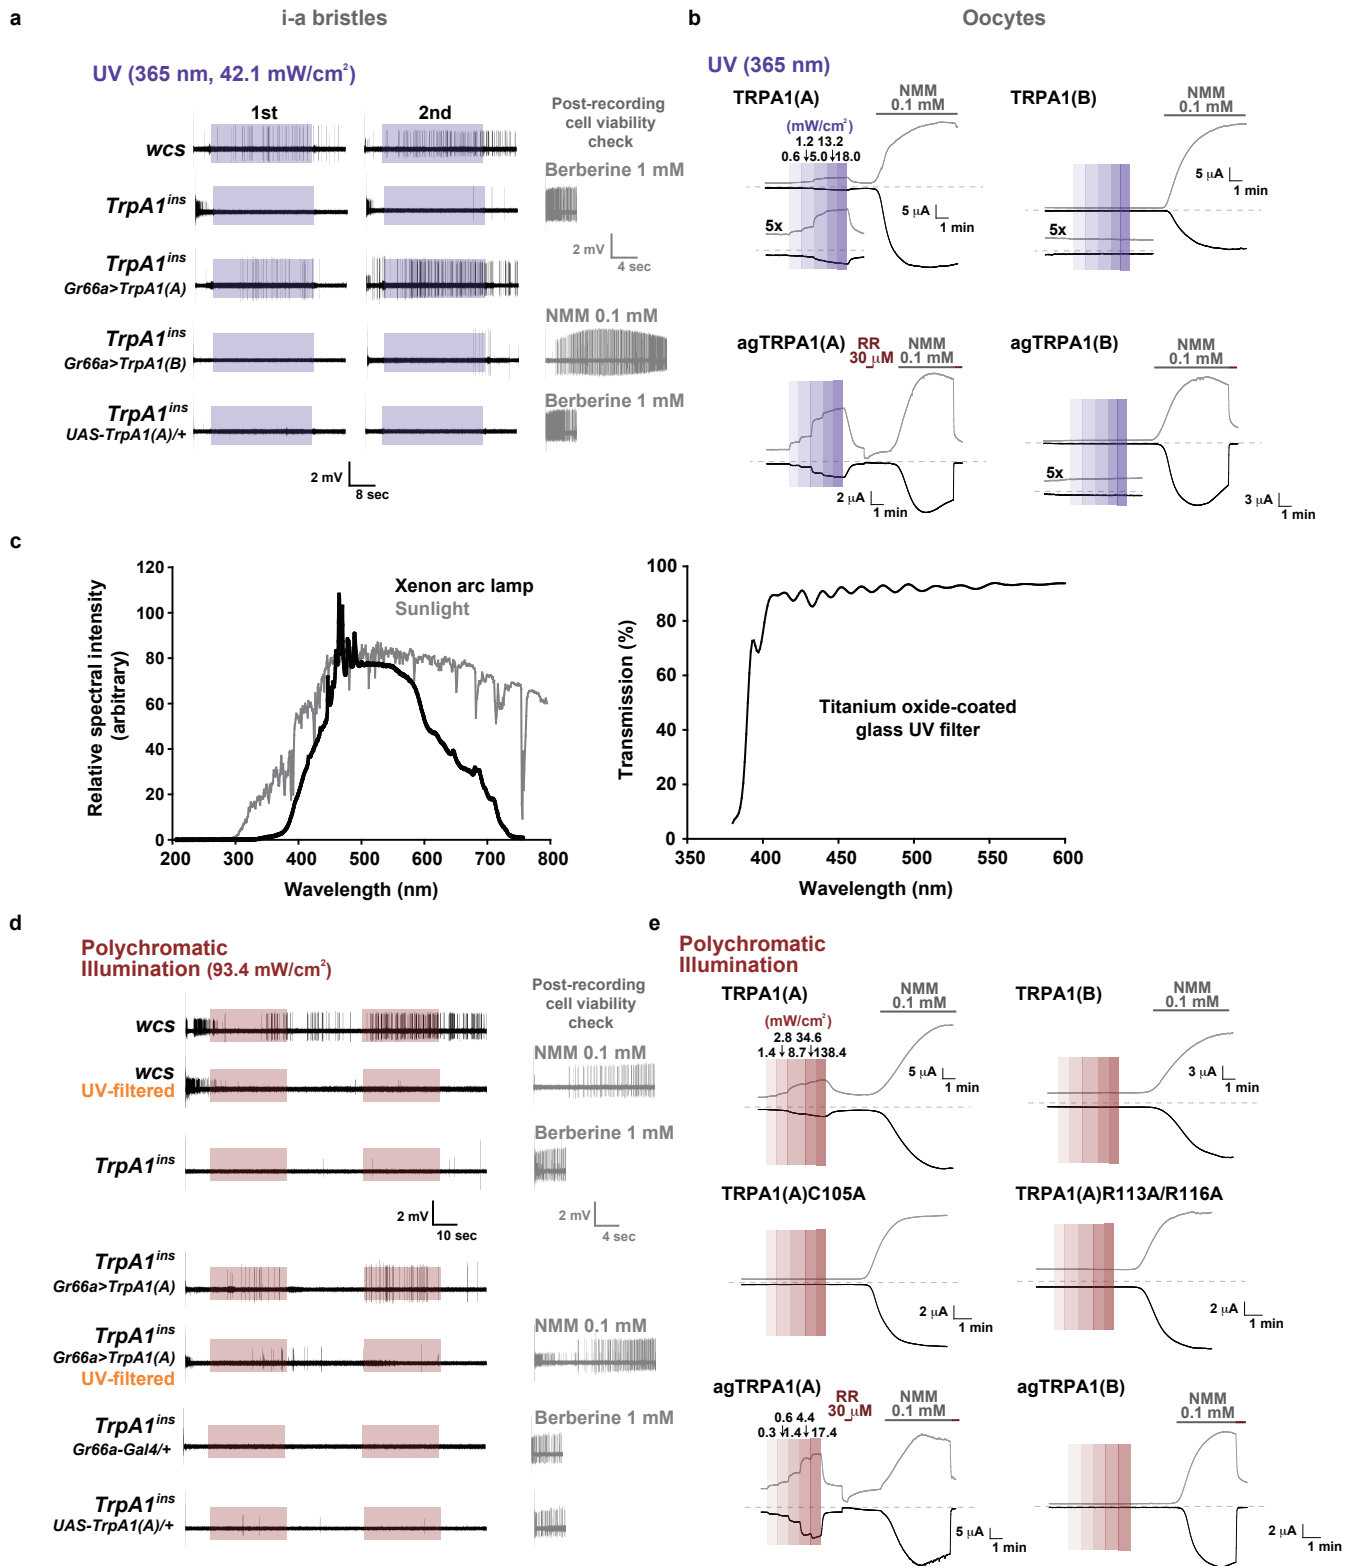 a
i-a bristles
UV (365 nm, 42.1 mW/cm²)
1st
2nd
Post-recording
cell viability
check
wcs
Berberine 1 mM
TrpA1ins
2 mV
4 sec
TrpA1ins
Gr66a>TrpA1(A)
NMM 0.1 mM
TrpA1ins
Gr66a>TrpA1(B)
Berberine 1 mM
TrpA1ins
UAS-TrpA1(A)/+
2 mV
8 sec
b
Oocytes
UV (365 nm)
TRPA1(A)
NMM
0.1 mM
(mW/cm²)
1.2 13.2
0.6 ↓5.0↓18.0
5x
5 µA
1 min
TRPA1(B)
NMM
0.1 mM
5 µA
1 min
5x
agTRPA1(A)
RR
30 µM
NMM
0.1 mM
2 µA
1 min
agTRPA1(B)
NMM
0.1 mM
5x
3 µA
1 min
c
Relative spectral intensity
(arbitrary)
120
100
80
60
40
20
0
200 300 400 500 600 700 800
Wavelength (nm)
Xenon arc lamp
Sunlight
Transmission (%)
100
80
60
40
20
0
350 400 450 500 550 600
Wavelength (nm)
Titanium oxide-coated
glass UV filter
d
Polychromatic
Illumination (93.4 mW/cm²)
Post-recording
cell viability
check
wcs
NMM 0.1 mM
wcs
UV-filtered
Berberine 1 mM
TrpA1ins
2 mV
10 sec
2 mV
4 sec
TrpA1ins
Gr66a>TrpA1(A)
NMM 0.1 mM
TrpA1ins
Gr66a>TrpA1(A)
UV-filtered
Berberine 1 mM
TrpA1ins
Gr66a-Gal4/+
TrpA1ins
UAS-TrpA1(A)/+
e
Polychromatic
Illumination
TRPA1(A)
NMM
0.1 mM
(mW/cm²)
2.8 34.6
1.4 ↓8.7↓138.4
5 µA
1 min
TRPA1(B)
NMM
0.1 mM
3 µA
1 min
TRPA1(A)C105A
2 µA
1 min
TRPA1(A)R113A/R116A
2 µA
1 min
agTRPA1(A)
RR
30 µM
NMM
0.1 mM
0.6 4.4
0.3 ↓1.4↓17.4
5 µA
1 min
agTRPA1(B)
NMM
0.1 mM
2 µA
1 min